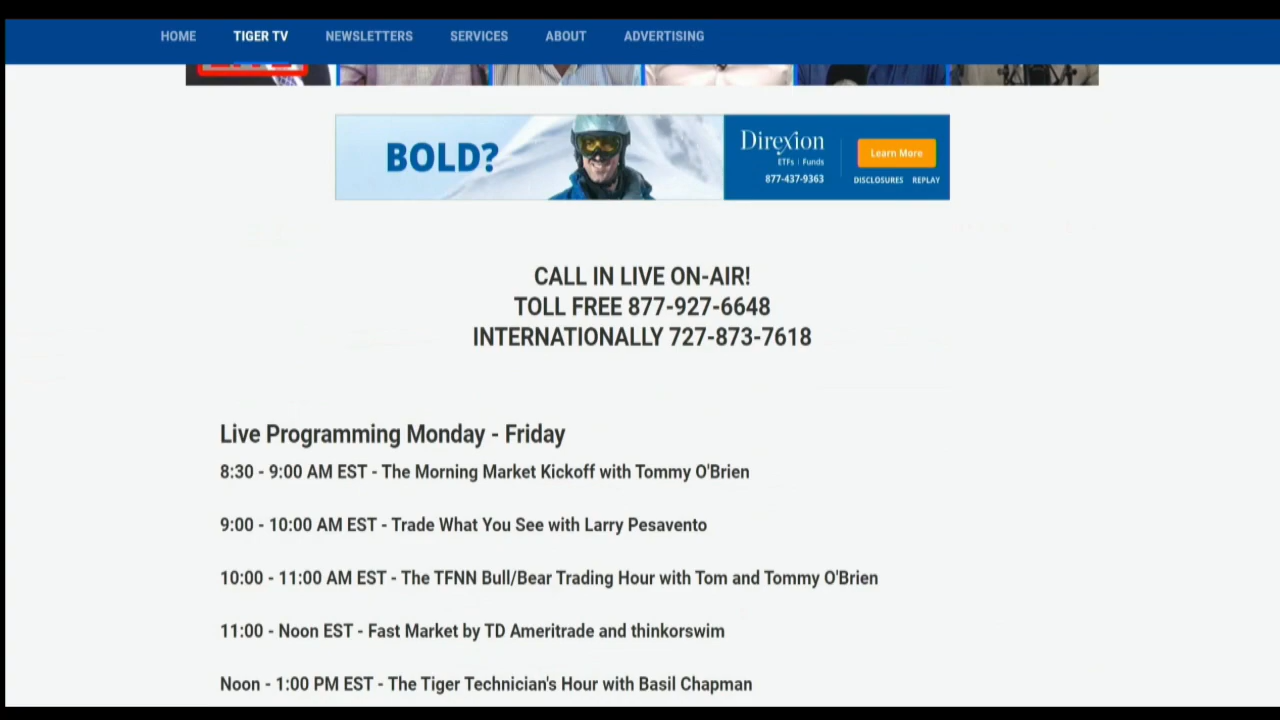 HOME TIGER TV NEWSLETTERS SERVICES ABOUT ADVERTISING
BOLD?
Direxion
ETFs | Funds
877-437-9363
Learn More
DISCLOSURES REPLAY
CALL IN LIVE ON-AIR!
TOLL FREE 877-927-6648
INTERNATIONALLY 727-873-7618
Live Programming Monday - Friday
8:30 - 9:00 AM EST - The Morning Market Kickoff with Tommy O'Brien
9:00 - 10:00 AM EST - Trade What You See with Larry Pesavento
10:00 - 11:00 AM EST - The TFNN Bull/Bear Trading Hour with Tom and Tommy O'Brien
11:00 - Noon EST - Fast Market by TD Ameritrade and thinkorswim
Noon - 1:00 PM EST - The Tiger Technician's Hour with Basil Chapman